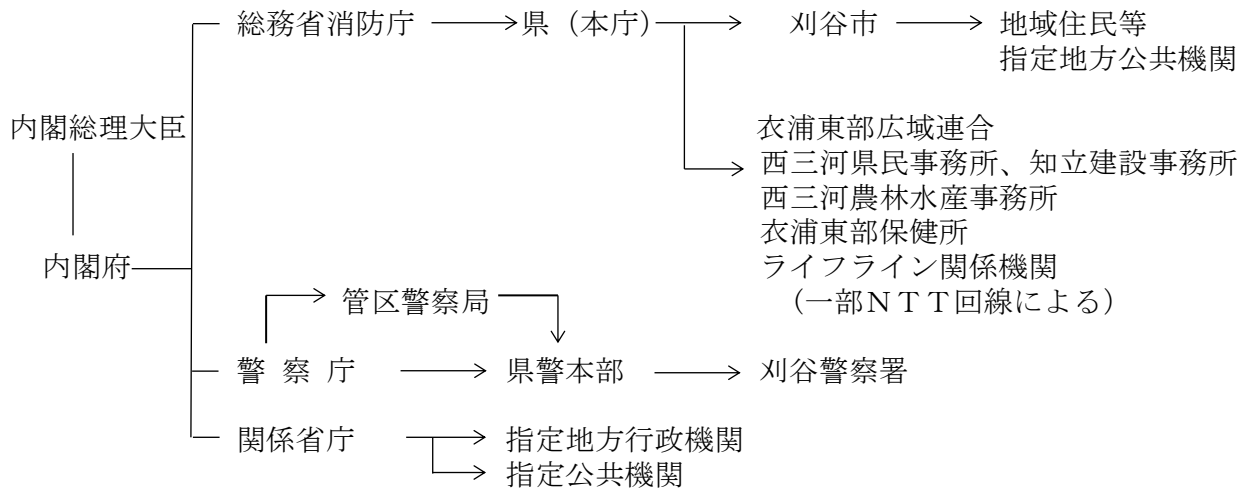 総務省消防庁 県（本庁） 刈谷市 地域住民等
指定地方公共機関
内閣総理大臣
衣浦東部広域連合
西三河県民事務所、知立建設事務所
西三河農林水産事務所
衣浦東部保健所
内閣府 ライフライン関係機関
（一部ＮＴＴ回線による）
管区警察局
警 察 庁 県警本部 刈谷警察署
関係省庁 指定地方行政機関
指定公共機関